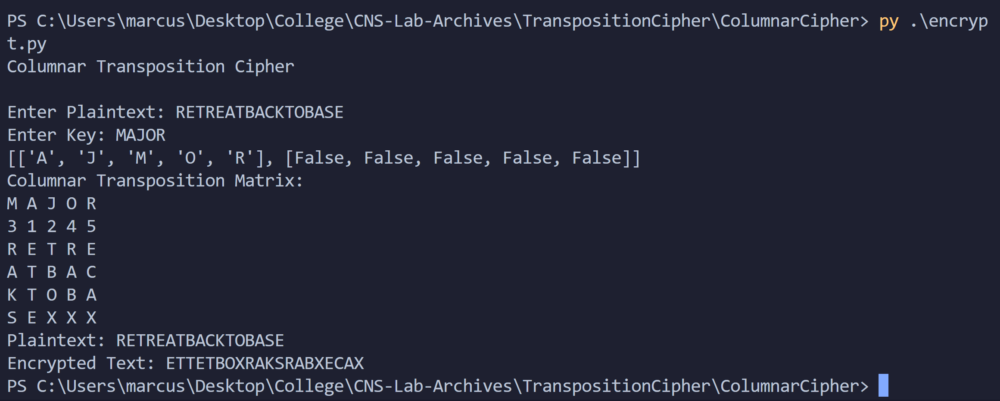 PS C:\Users\marcus\Desktop\College\CNS-Lab-Archives\TranspositionCipher\ColumnarCipher> py .\encryp
t.py
Columnar Transposition Cipher
Enter Plaintext: RETREATBACKTOBASE
Enter Key: MAJOR
[['A', 'J', 'M', 'O', 'R'], [False, False, False, False, False]]
Columnar Transposition Matrix:
M A J O R
3 1 2 4 5
R E T R E
A T B A C
K T O B A
S E X X X
Plaintext: RETREATBACKTOBASE
Encrypted Text: ETTETBOXRAKSRABXECAX
PS C:\Users\marcus\Desktop\College\CNS-Lab-Archives\TranspositionCipher\ColumnarCipher>